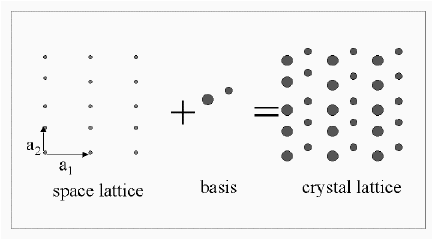 + =
a₂
a₁
space lattice basis crystal lattice